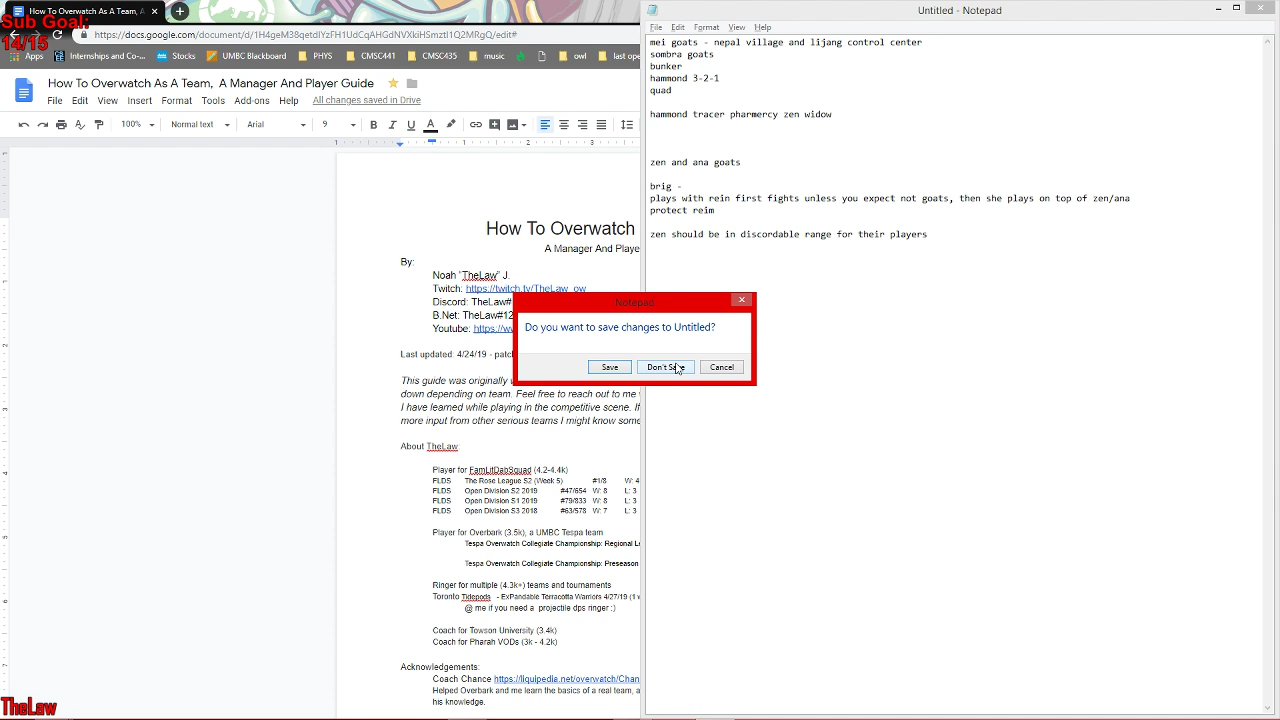 How To Overwatch As A Team, A
Sub Goal:
14/15
https://docs.google.com/document/d/1H4geM38qetdIYzFH1UdCqAHSdNVXkiHSrrztI1Q2MRgQ/edit#
Apps
Internships and Co-...
Stocks
UMBC Blackboard
PHYS
CMSC441
CMSC435
music
owl
last ope
How To Overwatch As A Team, A Manager And Player Guide
File Edit View Insert Format Tools Add-ons Help All changes saved in Drive
100% Normal text Arial 9 B I U A
How To Overwatch
A Manager And Playe
By:
Noah "TheLaw" J.
Twitch: https://twitch.tv/TheLaw_ow
Discord: TheLaw#
B.Net: TheLaw#12
Youtube: https://ww
Last updated 4/24/19 - patc
This guide was originally
down depending on team. Feel free to reach out to me
I have learned while playing in the competitive scene. If
more input from other serious teams I might know some
About TheLaw:
Player for FamLitDabSquad (4.2-4.4k)
FLDS The Rose League S2 (Week 5) #1/8 W: 4
FLDS Open Division S2 2019 #47/654 W: 8 L: 3
FLDS Open Division S1 2019 #79/833 W: 8 L: 3
FLDS Open Division S3 2018 #63/578 W: 7 L: 3
Player for Overbark (3.5k), a UMBC Tespa team
Tespa Overwatch Collegiate Championship: Regional Le
Tespa Overwatch Collegiate Championship: Preseason
Ringer for multiple (4.3k+) teams and tournaments
Toronto Tidepods - ExPandable Terracotta Warriors 4/27/19 (1 w
@ me if you need a projectile dps ringer :)
Coach for Towson University (3.4k)
Coach for Pharah VODs (3k - 4.2k)
Acknowledgements:
Coach Chance https://liquipedia.net/overwatch/Chan
Helped Overbark and me learn the basics of a real team, a
his knowledge.
TheLaw
Untitled - Notepad
File Edit Format View Help
mei goats - nepal village and lijang control center
sombra goats
bunker
hammond 3-2-1
quad
hammond tracer pharmercy zen widow
zen and ana goats
brig -
plays with rein first fights unless you expect not goats, then she plays on top of zen/ana
protect reim
zen should be in discordable range for their players
Notepad
Do you want to save changes to Untitled?
Save
Don't Save
Cancel